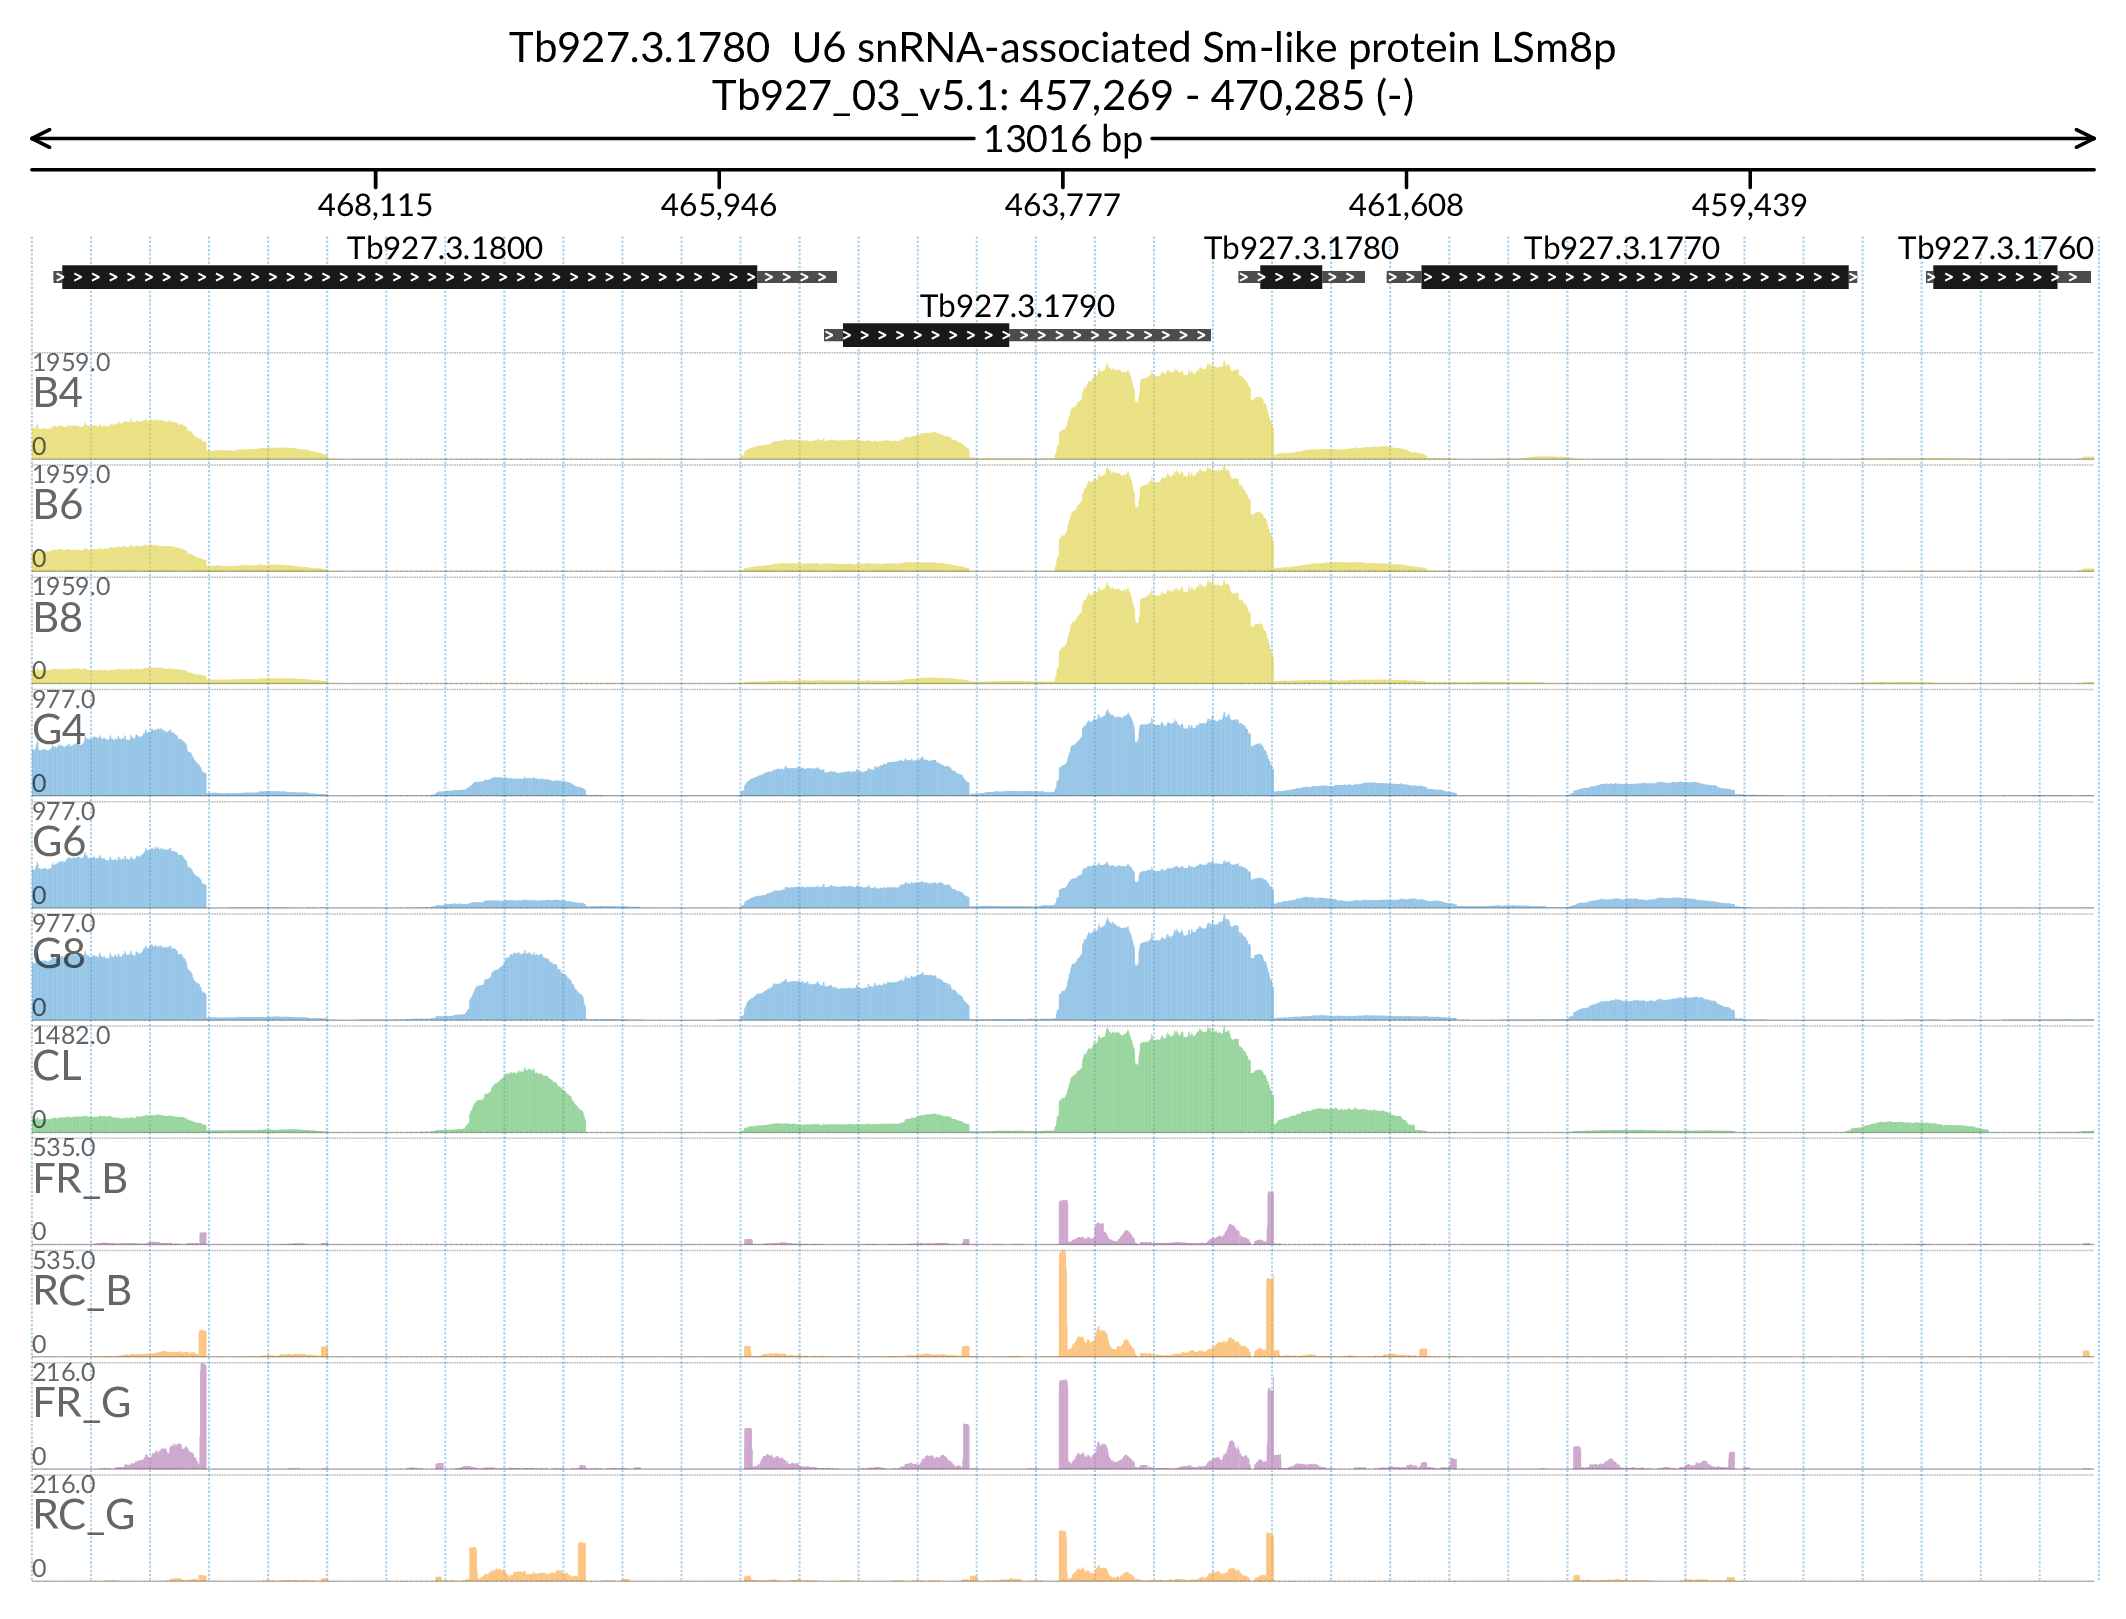 Tb927.3.1780  U6 snRNA-associated Sm-like protein LSm8p
Tb927_03_v5.1: 457,269 - 470,285 (-)
13016 bp
468,115 465,946 463,777 461,608 459,439
Tb927.3.1800 Tb927.3.1780 Tb927.3.1770 Tb927.3.1760
Tb927.3.1790
1959.0
B4
0
1959.0
B6
0
1959.0
B8
0
977.0
G4
0
977.0
G6
0
977.0
G8
0
1482.0
CL
0
535.0
FR_B
0
535.0
RC_B
0
216.0
FR_G
0
216.0
RC_G
0